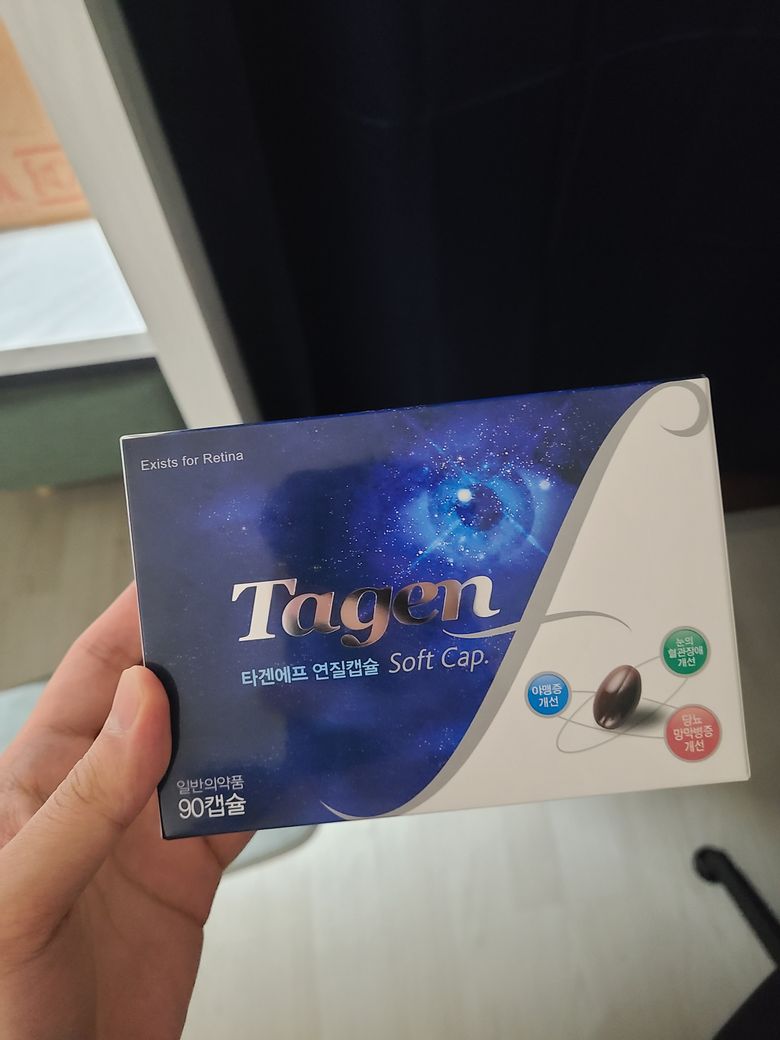 Exists for Retina
Tagen
타겐에프 연질캡슐 Soft Cap.
눈의
혈관장애
개선
야맹증
개선
당뇨
망막병증
개선
일반의약품
90캡슐